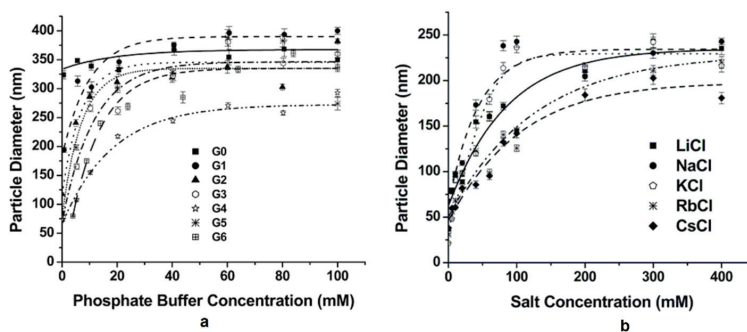 Particle Diameter (nm)
400
350
300
250
200
150
100
50
0
0
20
40
60
80
100
G0
G1
G2
G3
G4
G5
G6
Phosphate Buffer Concentration (mM)
a
Particle Diameter (nm)
250
200
150
100
50
0
0
100
200
300
400
LiCl
NaCl
KCl
RbCl
CsCl
Salt Concentration (mM)
b